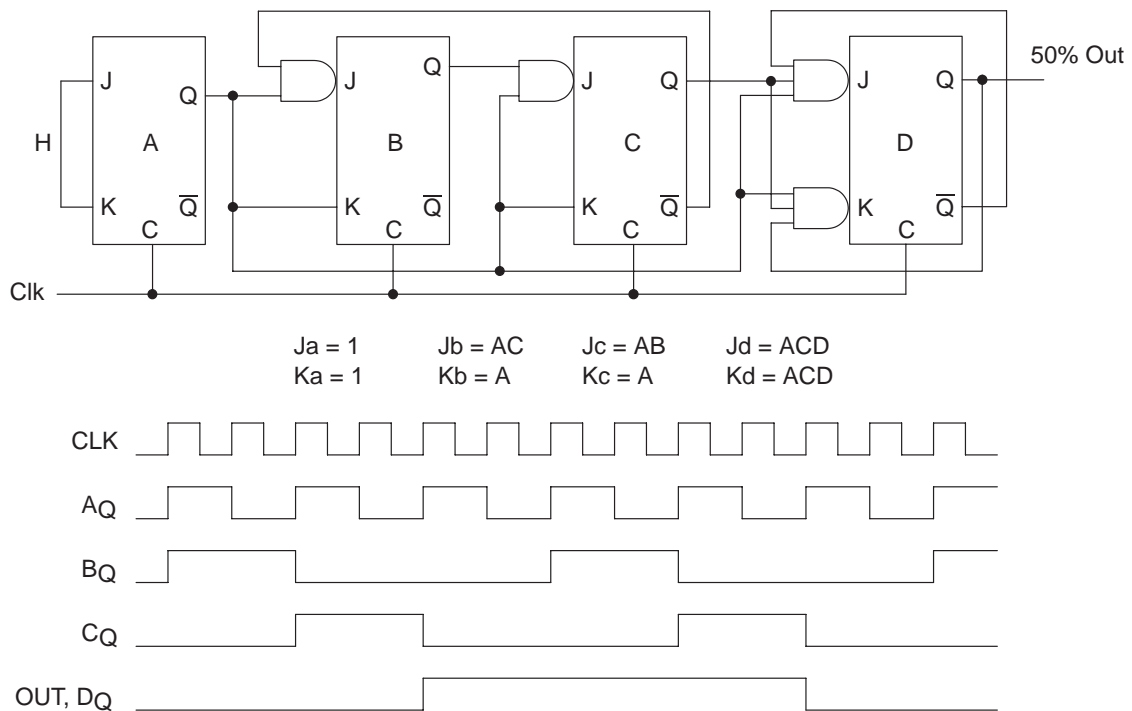 50% Out
J Q J Q J Q J Q
H A B C D
K Q̅ K Q̅ K Q̅ K Q̅
C C C C
Clk
Ja = 1 Jb = AC Jc = AB Jd = ACD
Ka = 1 Kb = A Kc = A Kd = ACD
CLK
AQ
BQ
CQ
OUT, DQ